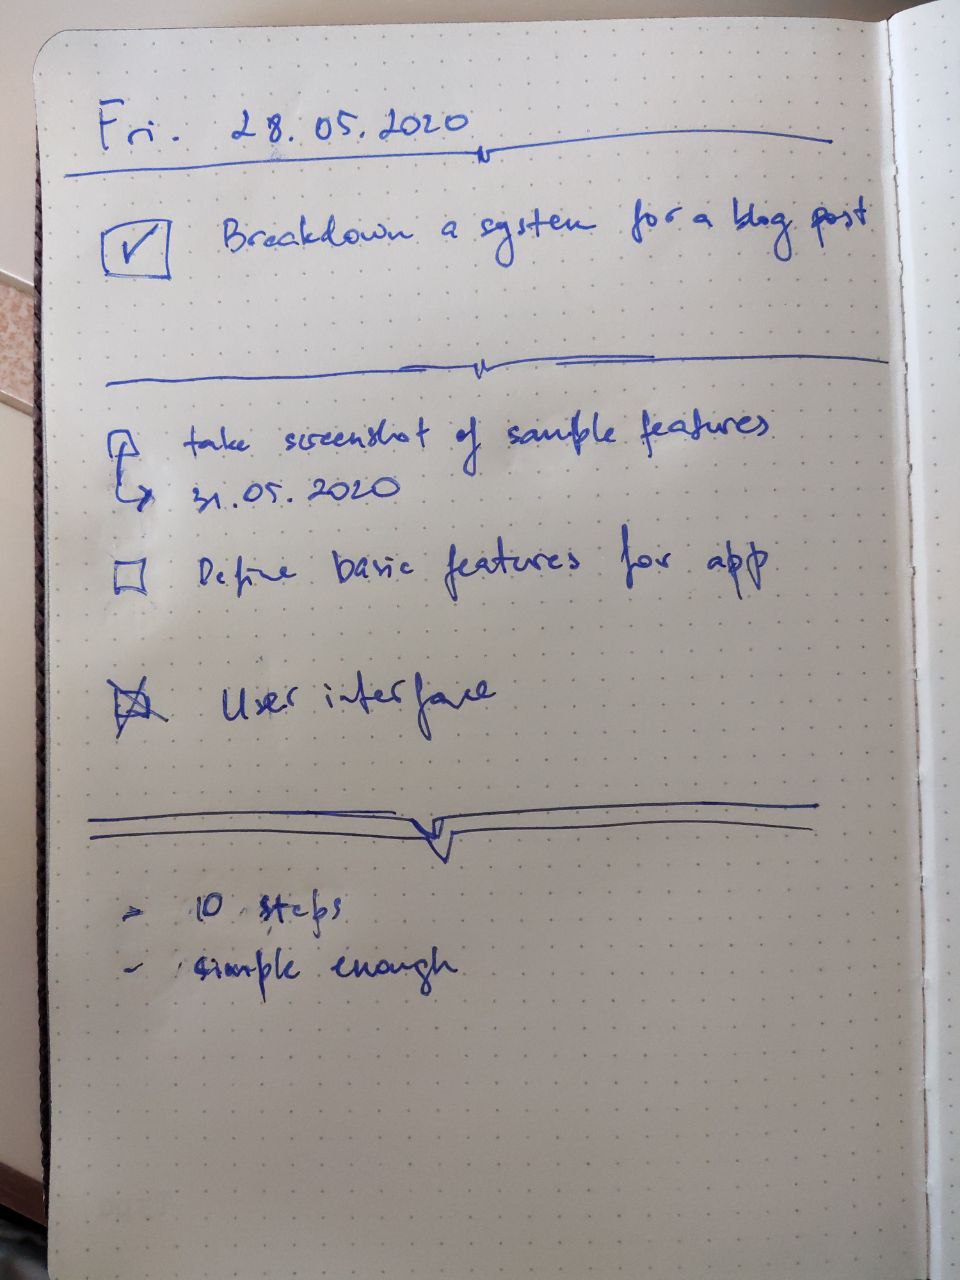 Fri. 28.05.2020
Breakdown a system for a blog post
take screenshot of sample features
31.05.2020
Define basic features for app
User interface
10 steps
simple enough